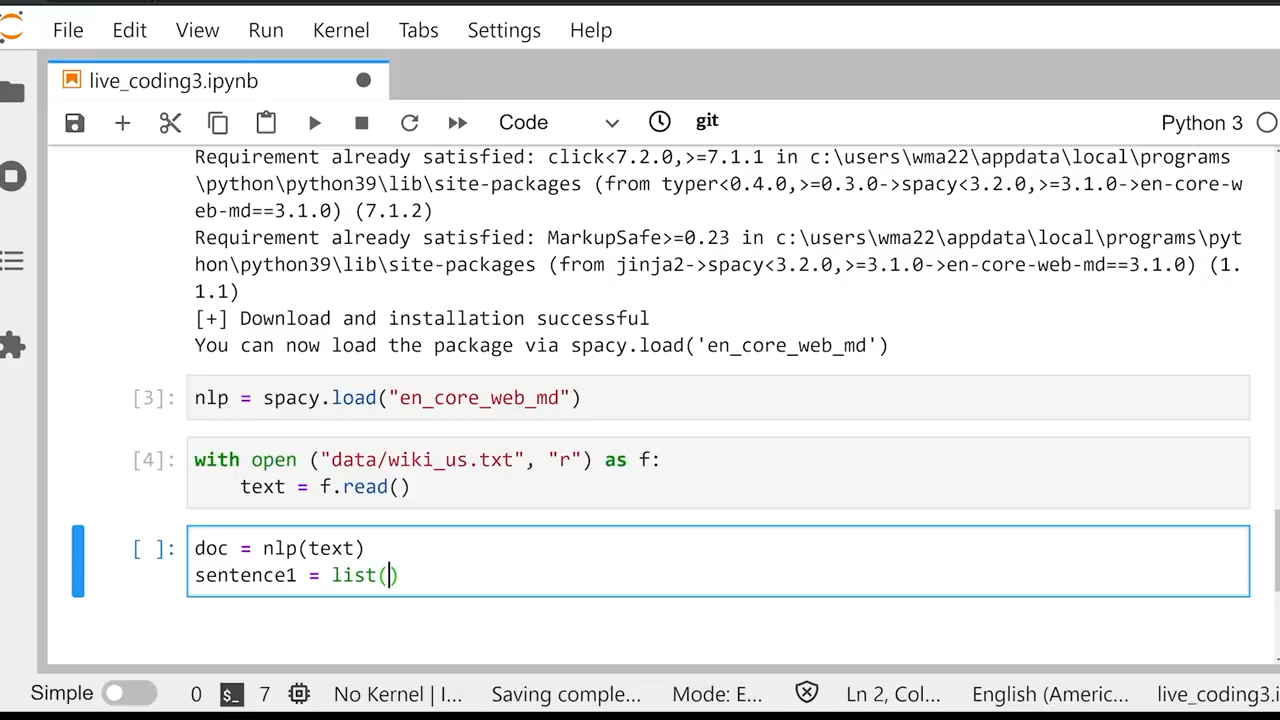 File Edit View Run Kernel Tabs Settings Help
live_coding3.ipynb
Code git Python 3
Requirement already satisfied: click<7.2.0,>=7.1.1 in c:\users\wma22\appdata\local\programs
\python\python39\lib\site-packages (from typer<0.4.0,>=0.3.0->spacy<3.2.0,>=3.1.0->en-core-w
eb-md==3.1.0) (7.1.2)
Requirement already satisfied: MarkupSafe>=0.23 in c:\users\wma22\appdata\local\programs\pyt
hon\python39\lib\site-packages (from jinja2->spacy<3.2.0,>=3.1.0->en-core-web-md==3.1.0) (1.
1.1)
[+] Download and installation successful
You can now load the package via spacy.load('en_core_web_md')
[3]: nlp = spacy.load("en_core_web_md")
[4]: with open ("data/wiki_us.txt", "r") as f:
text = f.read()
[ ]: doc = nlp(text)
sentence1 = list()
Simple 0 $_ 7 No Kernel | I... Saving comple... Mode: E... Ln 2, Col... English (Americ... live_coding3.i